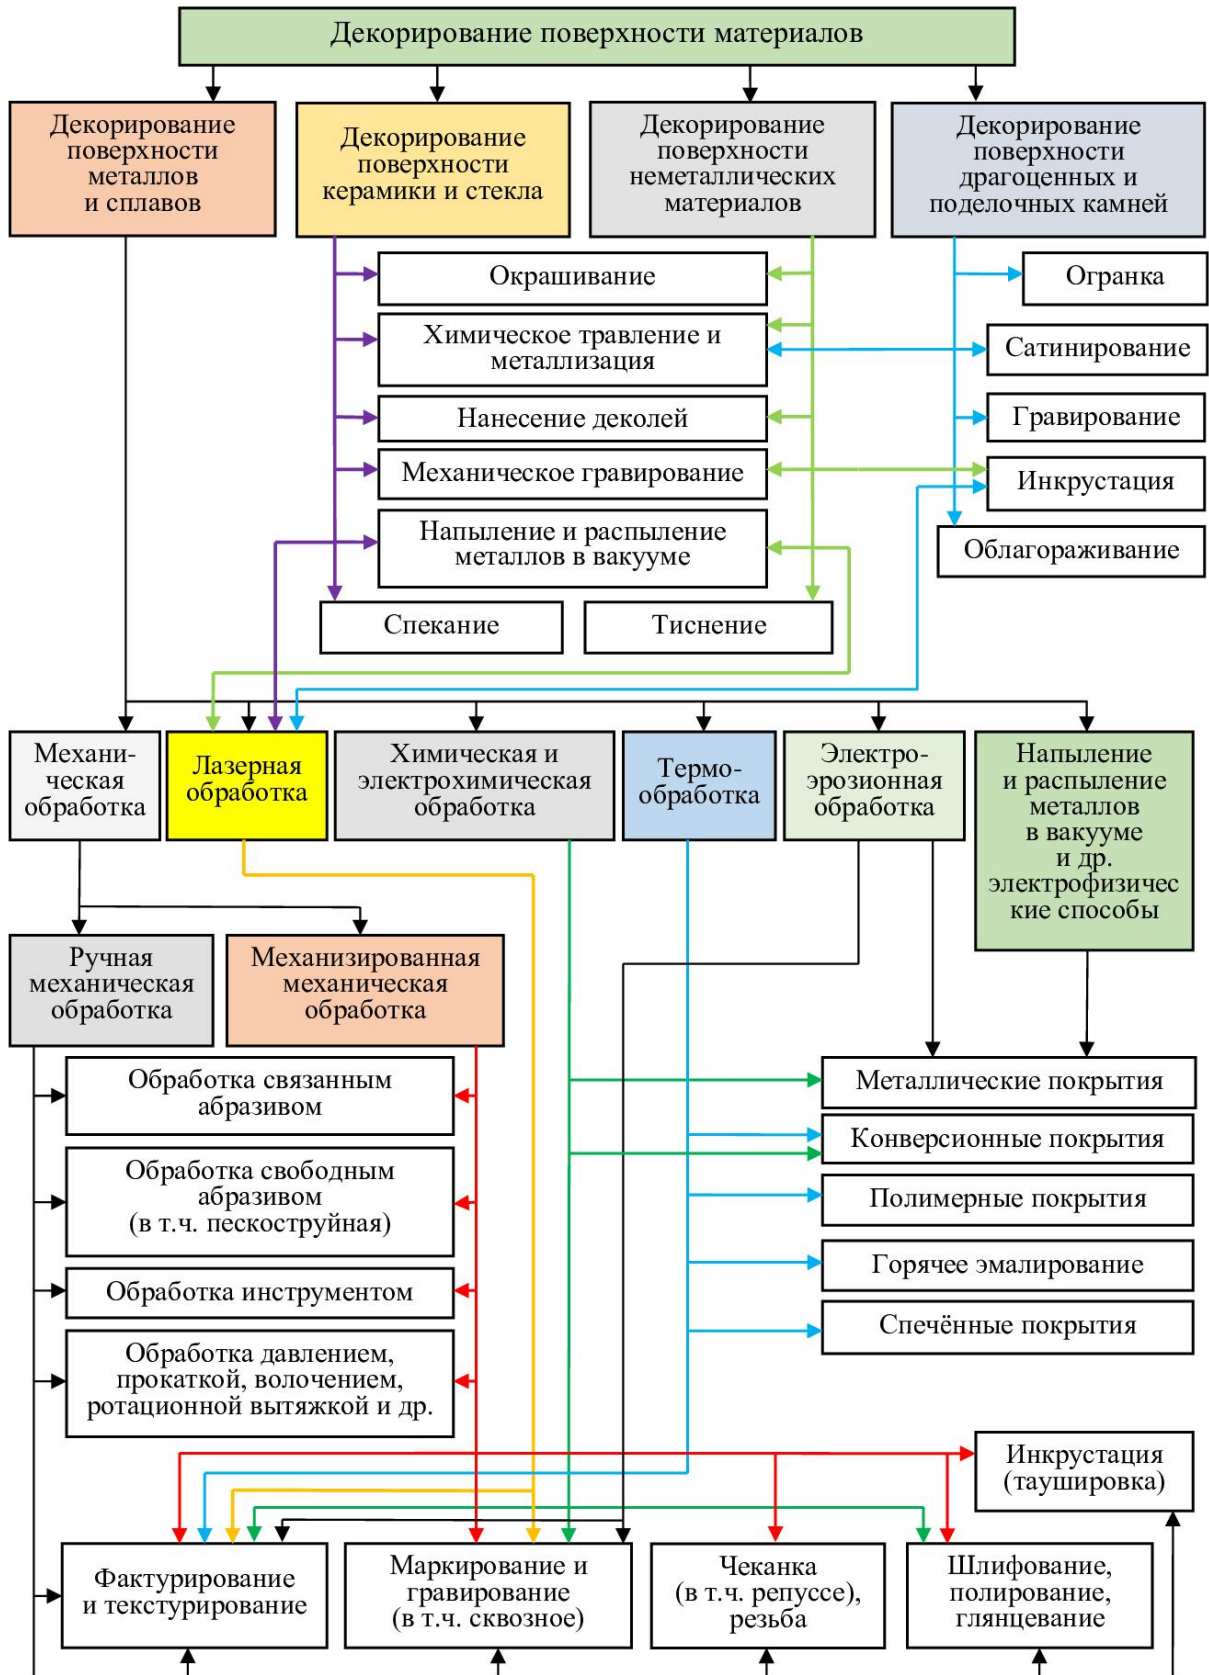 Декорирование поверхности материалов
Декорирование
поверхности
металлов
и сплавов
Декорирование
поверхности
керамики и стекла
Декорирование
поверхности
неметаллических
материалов
Декорирование
поверхности
драгоценных и
поделочных камней
Окрашивание
Огранка
Химическое травление и
металлизация
Сатинирование
Нанесение деколей
Гравирование
Механическое гравирование
Инкрустация
Напыление и распыление
металлов в вакууме
Облагораживание
Спекание
Тиснение
Механи-
ческая
обработка
Лазерная
обработка
Химическая и
электрохимическая
обработка
Термо-
обработка
Электро-
эрозионная
обработка
Напыление
и распыление
металлов
в вакууме
и др.
электрофизичес
кие способы
Ручная
механическая
обработка
Механизированная
механическая
обработка
Обработка связанным
абразивом
Обработка свободным
абразивом
(в т.ч. пескоструйная)
Обработка инструментом
Обработка давлением,
прокаткой, волочением,
ротационной вытяжкой и др.
Металлические покрытия
Конверсионные покрытия
Полимерные покрытия
Горячее эмалирование
Спечённые покрытия
Инкрустация
(таушировка)
Фактурирование
и текстурирование
Маркирование и
гравирование
(в т.ч. сквозное)
Чеканка
(в т.ч. репуссе),
резьба
Шлифование,
полирование,
глянцевание